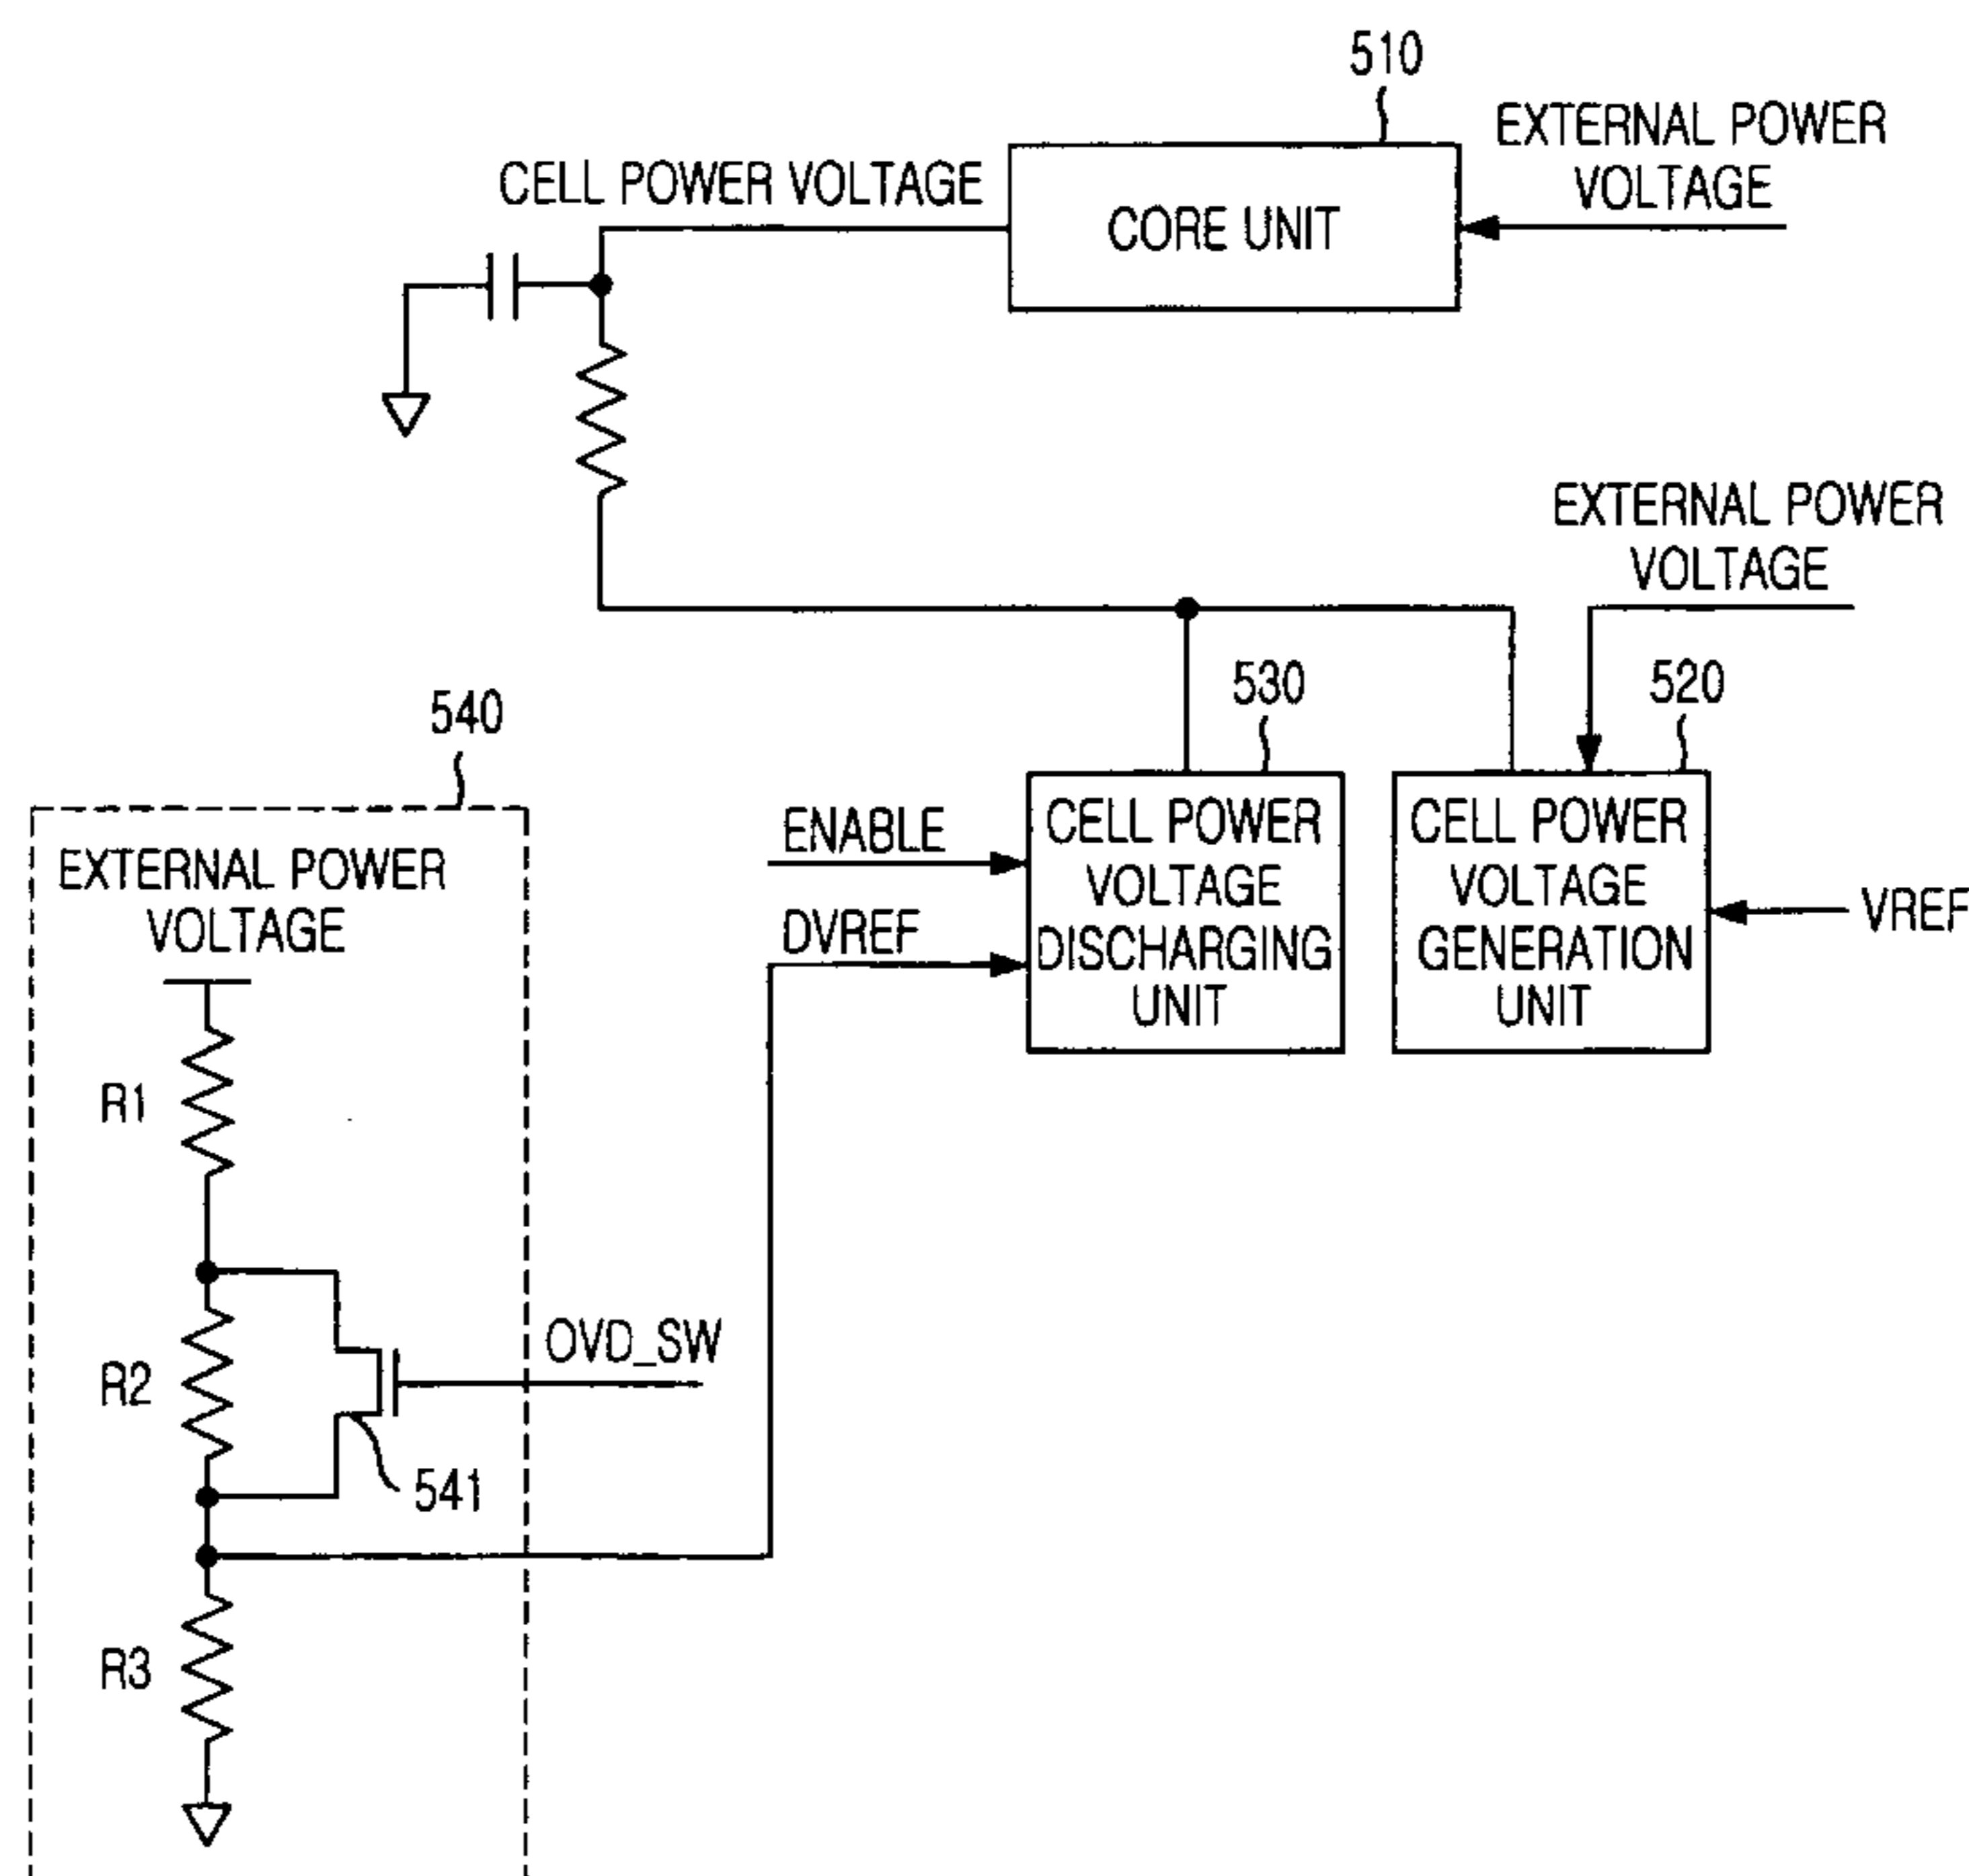 510
EXTERNAL POWER
VOLTAGE
CELL POWER VOLTAGE
CORE UNIT
EXTERNAL POWER
VOLTAGE
530
520
540
ENABLE
DVREF
CELL POWER
VOLTAGE
DISCHARGING
UNIT
CELL POWER
VOLTAGE
GENERATION
UNIT
VREF
EXTERNAL POWER
VOLTAGE
R1
R2
OVD_SW
541
R3